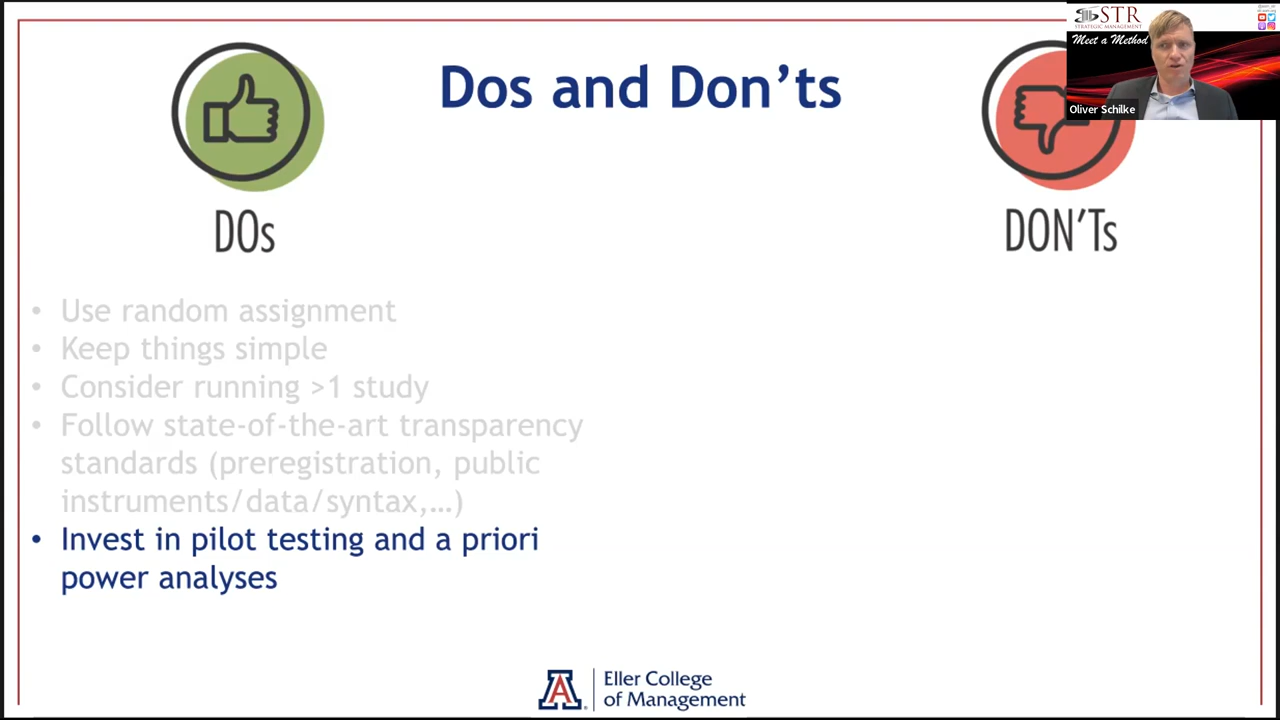 Dos and Don'ts
STR
STRATEGIC MANAGEMENT
Meet a Method
Oliver Schilke
DOs
DON'Ts
• Use random assignment
• Keep things simple
• Consider running >1 study
• Follow state-of-the-art transparency
standards (preregistration, public
instruments/data/syntax,…)
• Invest in pilot testing and a priori
power analyses
A
Eller College
of Management